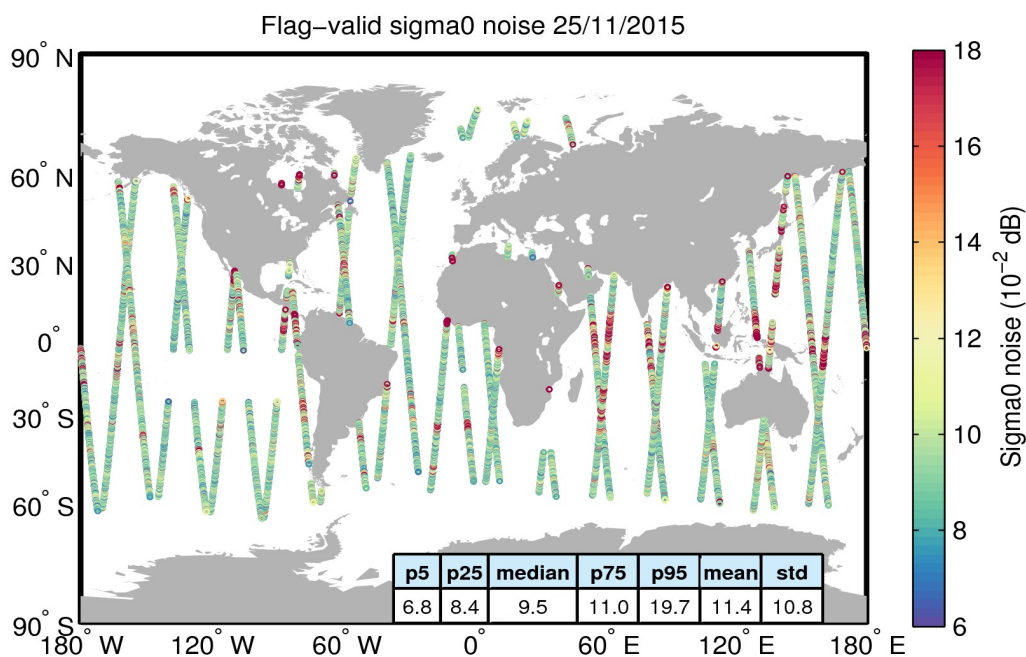 Flag−valid sigma0 noise 25/11/2015
90° N
60° N
30° N
0°
30° S
60° S
90° S
180° W
120° W
60° W
0°
60° E
120° E
180° E
18
16
14
12
10
8
6
Sigma0 noise (10⁻² dB)
p5 p25 median p75 p95 mean std
6.8 8.4 9.5 11.0 19.7 11.4 10.8